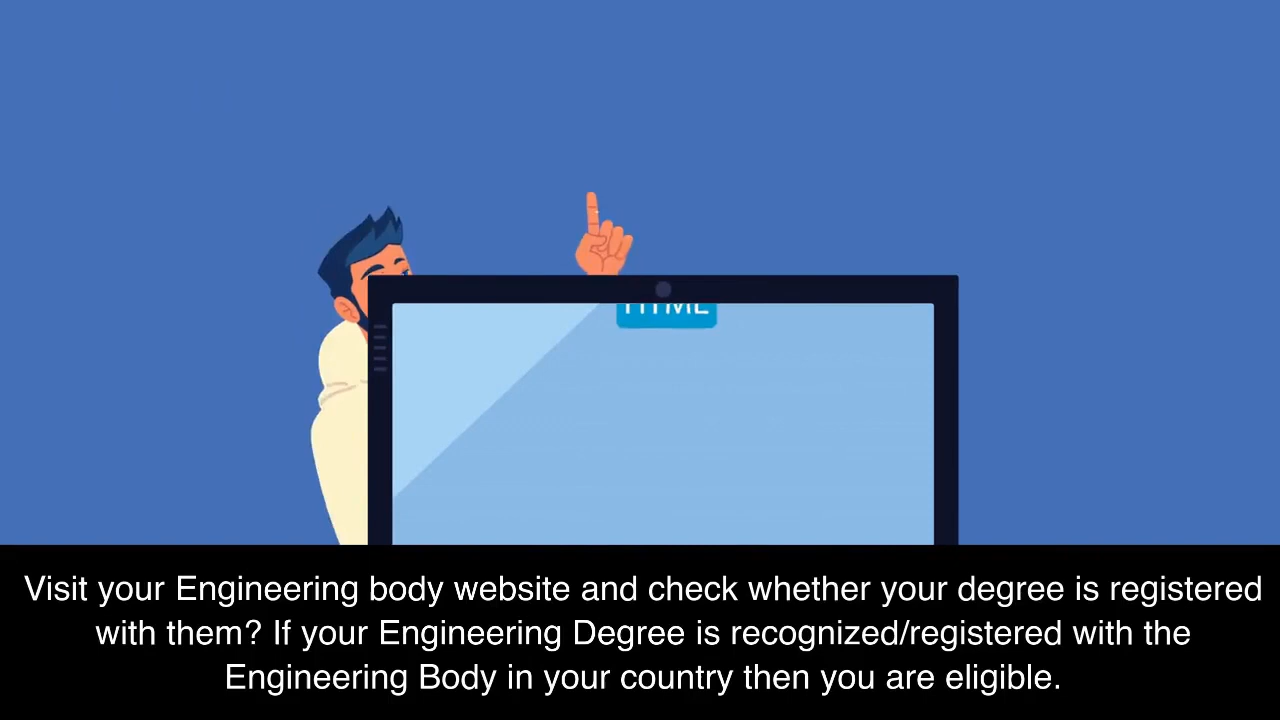 HTML
Visit your Engineering body website and check whether your degree is registered
with them? If your Engineering Degree is recognized/registered with the
Engineering Body in your country then you are eligible.